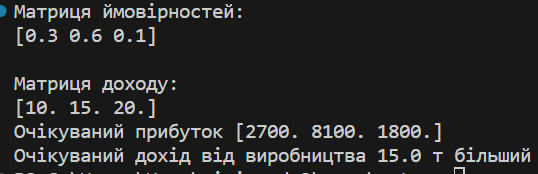 Матриця ймовірностей:
[0.3 0.6 0.1]
Матриця доходу:
[10. 15. 20.]
Очікуваний прибуток [2700. 8100. 1800.]
Очікуваний дохід від виробництва 15.0 т більший